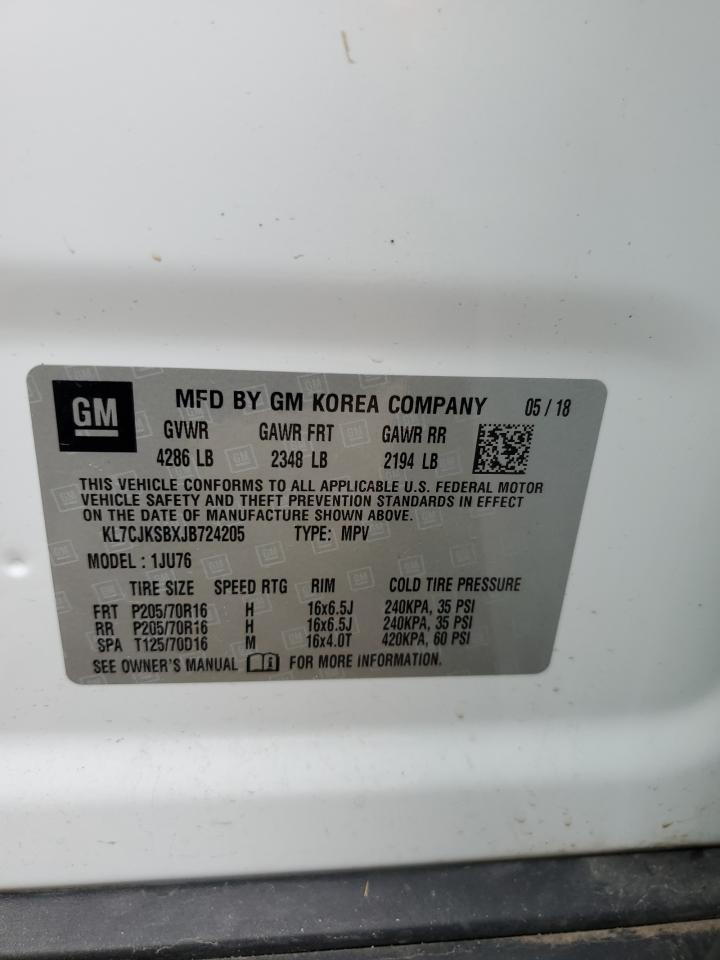 GM MFD BY GM KOREA COMPANY 05 / 18
GVWR GAWR FRT GAWR RR
4286 LB 2348 LB 2194 LB
THIS VEHICLE CONFORMS TO ALL APPLICABLE U.S. FEDERAL MOTOR
VEHICLE SAFETY AND THEFT PREVENTION STANDARDS IN EFFECT
ON THE DATE OF MANUFACTURE SHOWN ABOVE.
KL7CJKSBXJB724205 TYPE: MPV
MODEL : 1JU76
TIRE SIZE SPEED RTG RIM COLD TIRE PRESSURE
FRT P205/70R16 H 16x6.5J 240KPA, 35 PSI
RR P205/70R16 H 16x6.5J 240KPA, 35 PSI
SPA T125/70D16 M 16x4.0T 420KPA, 60 PSI
SEE OWNER'S MANUAL FOR MORE INFORMATION.